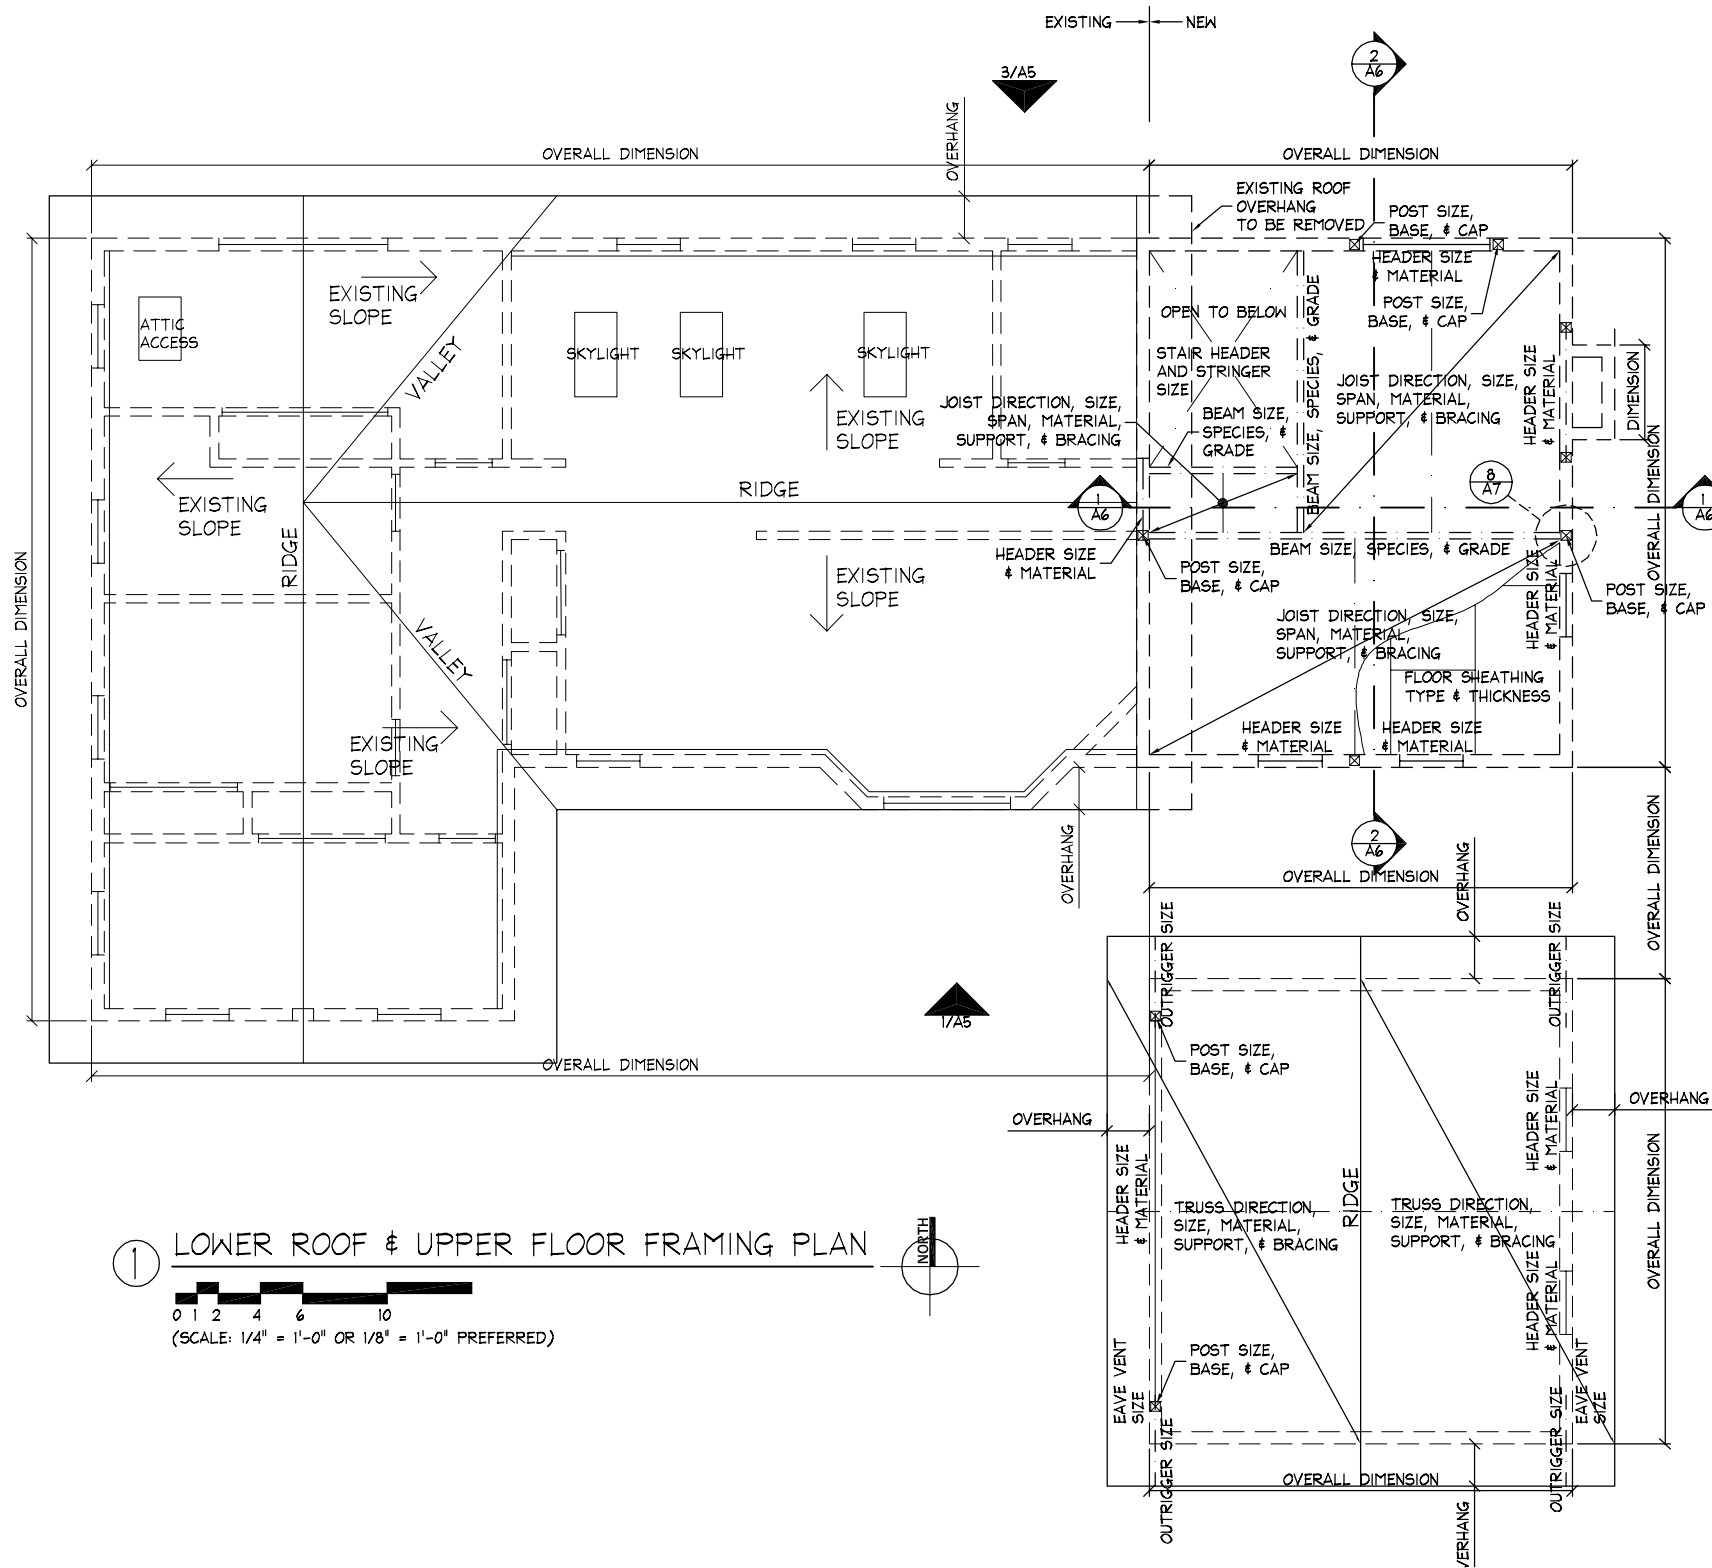 EXISTING
NEW
2
A6
3/A5
OVERHANG
OVERALL DIMENSION
OVERALL DIMENSION
EXISTING ROOF
OVERHANG
TO BE REMOVED
POST SIZE,
BASE, & CAP
HEADER SIZE
& MATERIAL
POST SIZE,
BASE, & CAP
EXISTING
SLOPE
ATTIC
ACCESS
VALLEY
SKYLIGHT
SKYLIGHT
SKYLIGHT
OPEN TO BELOW
STAIR HEADER
AND STRINGER
SIZE
BEAM SIZE, SPECIES, & GRADE
JOIST DIRECTION, SIZE,
SPAN, MATERIAL,
SUPPORT, & BRACING
HEADER SIZE
& MATERIAL
DIMENSION
OVERALL DIMENSION
JOIST DIRECTION, SIZE,
SPAN, MATERIAL,
SUPPORT, & BRACING
BEAM SIZE,
SPECIES, &
GRADE
EXISTING
SLOPE
EXISTING
SLOPE
RIDGE
RIDGE
1
A6
8
A7
1
A6
HEADER SIZE
& MATERIAL
BEAM SIZE, SPECIES, & GRADE
POST SIZE,
BASE, & CAP
POST SIZE,
BASE, & CAP
HEADER SIZE
& MATERIAL
EXISTING
SLOPE
OVERALL DIMENSION
VALLEY
JOIST DIRECTION, SIZE,
SPAN, MATERIAL,
SUPPORT, & BRACING
FLOOR SHEATHING
TYPE & THICKNESS
EXISTING
SLOPE
HEADER SIZE
& MATERIAL
HEADER SIZE
& MATERIAL
OVERHANG
2
A6
OVERALL DIMENSION
OVERHANG
OVERALL DIMENSION
OUTRIGGER SIZE
OUTRIGGER SIZE
1/A5
OVERALL DIMENSION
POST SIZE,
BASE, & CAP
OVERHANG
OVERHANG
HEADER SIZE
& MATERIAL
HEADER SIZE
& MATERIAL
OVERALL DIMENSION
TRUSS DIRECTION,
SIZE, MATERIAL,
SUPPORT, & BRACING
RIDGE
TRUSS DIRECTION,
SIZE, MATERIAL,
SUPPORT, & BRACING
HEADER SIZE
& MATERIAL
1
LOWER ROOF & UPPER FLOOR FRAMING PLAN
NORTH
0 1 2 4 6 10
(SCALE: 1/4" = 1'-0" OR 1/8" = 1'-0" PREFERRED)
POST SIZE,
BASE, & CAP
EAVE VENT
SIZE
EAVE VENT
SIZE
OUTRIGGER SIZE
OUTRIGGER SIZE
OVERALL DIMENSION